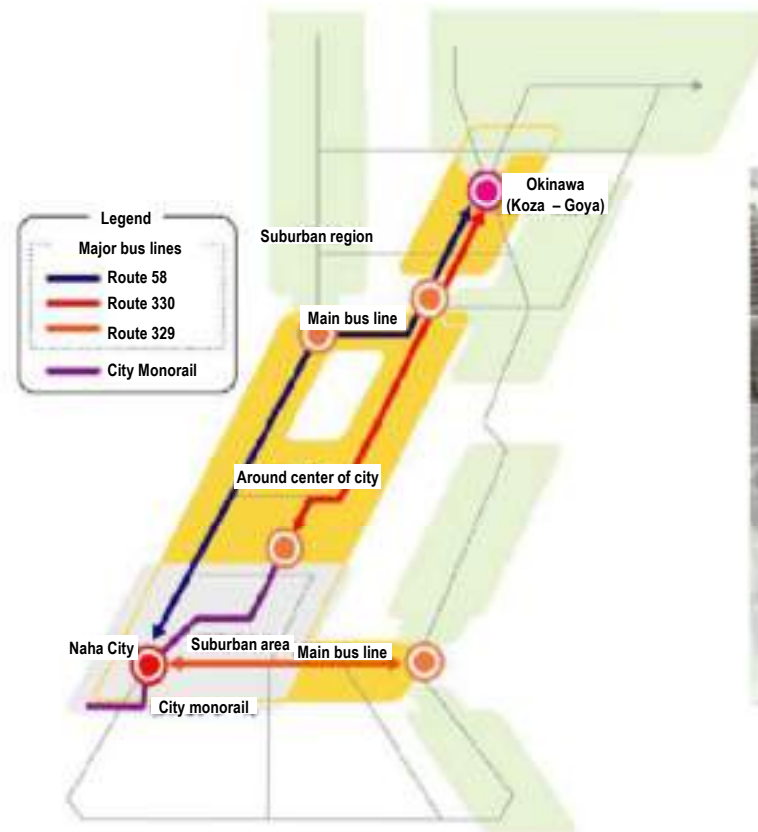 Okinawa
(Koza – Goya)
Legend
Major bus lines
Route 58
Route 330
Route 329
City Monorail
Suburban region
Main bus line
Around center of city
Naha City
Suburban area
Main bus line
City monorail